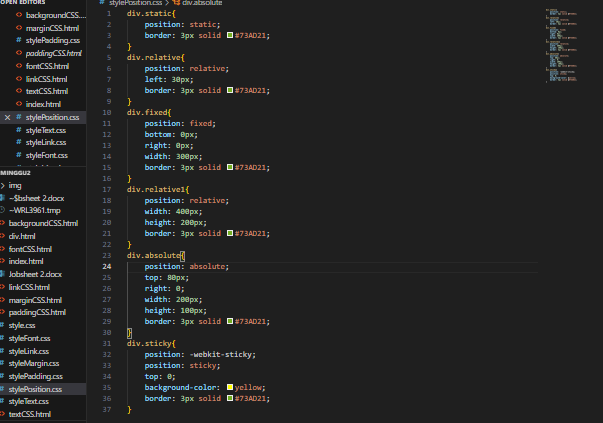 OPEN EDITORS
backgroundCSS....
marginCSS.html
stylePadding.css
paddingCSS.html
fontCSS.html
linkCSS.html
textCSS.html
index.html
stylePosition.css
styleText.css
styleLink.css
styleFont.css
MINGGU2
img
~$bsheet 2.docx
~WRL3961.tmp
backgroundCSS.html
div.html
fontCSS.html
index.html
Jobsheet 2.docx
linkCSS.html
marginCSS.html
paddingCSS.html
style.css
styleFont.css
styleLink.css
styleMargin.css
stylePadding.css
stylePosition.css
styleText.css
textCSS.html
# stylePosition.css > div.absolute
1 div.static{
2 position: static;
3 border: 3px solid #73AD21;
4 }
5 div.relative{
6 position: relative;
7 left: 30px;
8 border: 3px solid #73AD21;
9 }
10 div.fixed{
11 position: fixed;
12 bottom: 0px;
13 right: 0px;
14 width: 300px;
15 border: 3px solid #73AD21;
16 }
17 div.relative1{
18 position: relative;
19 width: 400px;
20 height: 200px;
21 border: 3px solid #73AD21;
22 }
23 div.absolute{
24 position: absolute;
25 top: 80px;
26 right: 0;
27 width: 200px;
28 height: 100px;
29 border: 3px solid #73AD21;
30 }
31 div.sticky{
32 position: -webkit-sticky;
33 position: sticky;
34 top: 0;
35 background-color: yellow;
36 border: 3px solid #73AD21;
37 }